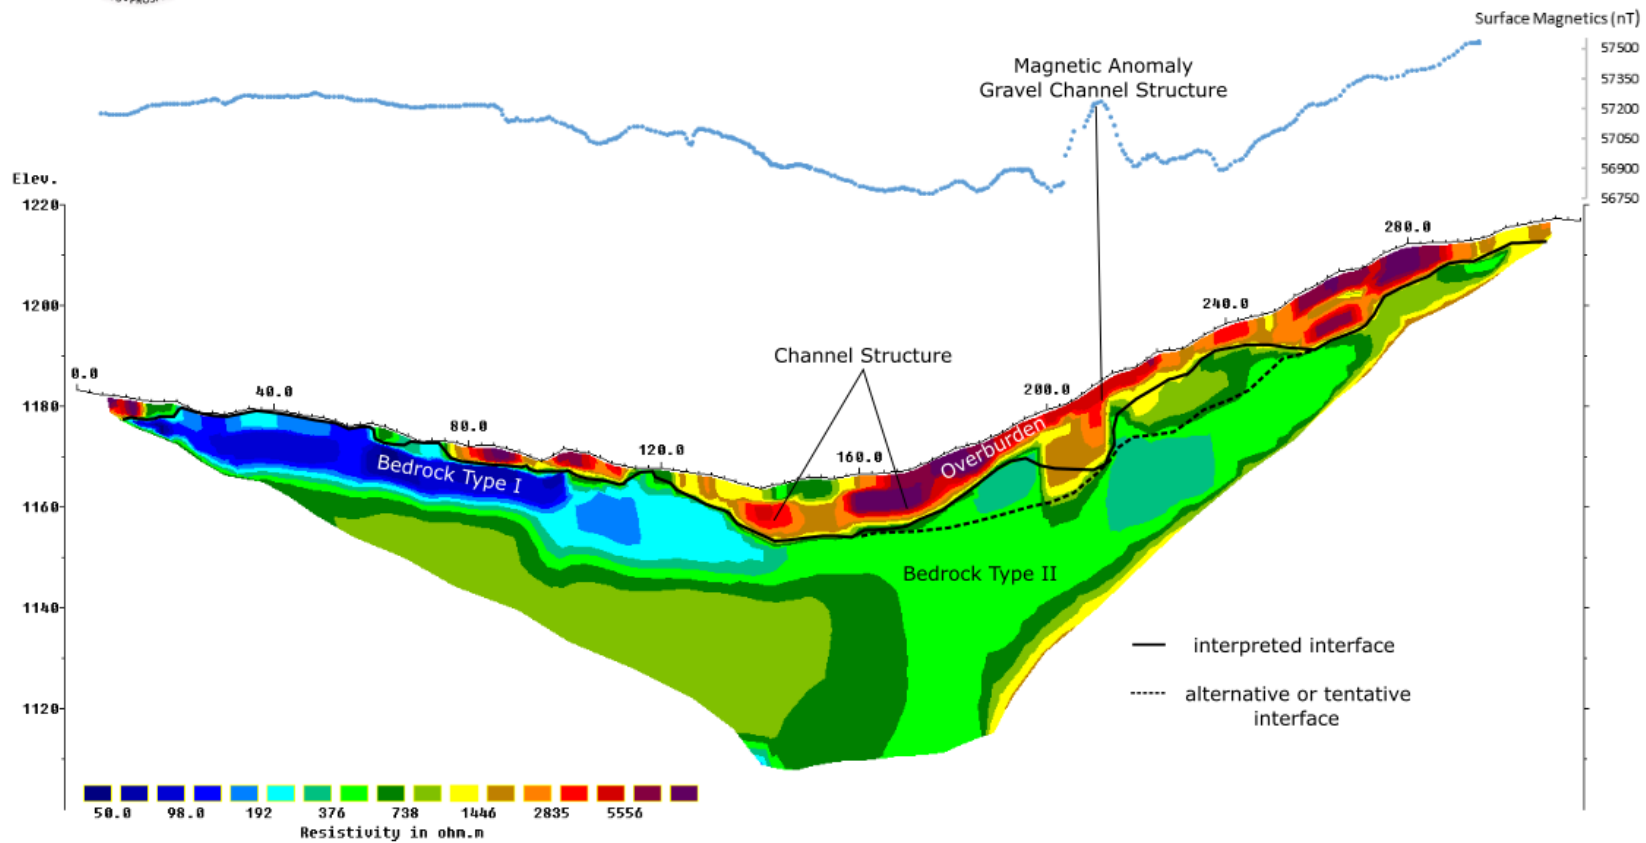 Surface Magnetics (nT)
57500
57350
57200
57050
56900
56750
Magnetic Anomaly
Gravel Channel Structure
Elev.
1220
1200
1180
1160
1140
1120
0.0
40.0
80.0
120.0
160.0
200.0
240.0
280.0
Channel Structure
Overburden
Bedrock Type I
Bedrock Type II
interpreted interface
alternative or tentative
interface
50.0 98.0 192 376 738 1446 2835 5556
Resistivity in ohm.m